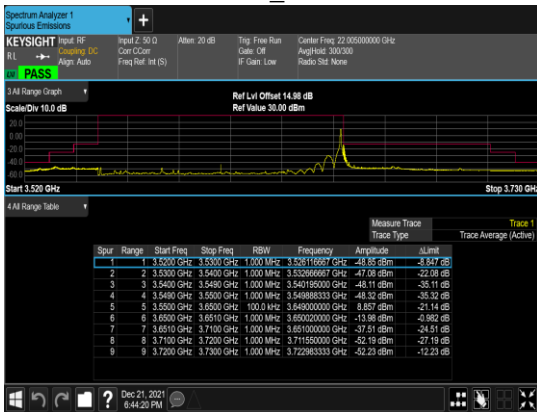 Spectrum Analyzer 1
Spurious Emissions
+
KEYSIGHT Input: RF Input Z: 50 Ω Atten: 20 dB Trig: Free Run Center Freq: 22.005000000 GHz
RL Coupling: DC Corr CCorr Gate: Off Avg|Hold: 300/300
Align: Auto Freq Ref: Int (S) IF Gain: Low Radio Std: None
PASS
3 All Range Graph
Ref Lvl Offset 14.98 dB
Scale/Div 10.0 dB Ref Value 30.00 dBm
20.0
0.00
-20.0
-40.0
-60.0
Start 3.520 GHz Stop 3.730 GHz
4 All Range Table
Measure Trace Trace 1
Trace Type Trace Average (Active)
Spur Range Start Freq Stop Freq RBW Frequency Amplitude ΔLimit
1 1 3.5200 GHz 3.5300 GHz 1.000 MHz 3.526116667 GHz -48.85 dBm -8.847 dB
2 2 3.5300 GHz 3.5400 GHz 1.000 MHz 3.532666667 GHz -47.08 dBm -22.08 dB
3 3 3.5400 GHz 3.5490 GHz 1.000 MHz 3.540195000 GHz -48.11 dBm -35.11 dB
4 4 3.5490 GHz 3.5500 GHz 1.000 MHz 3.549888333 GHz -48.32 dBm -35.32 dB
5 5 3.5500 GHz 3.6500 GHz 100.0 kHz 3.649000000 GHz 8.857 dBm -21.14 dB
6 6 3.6500 GHz 3.6510 GHz 1.000 MHz 3.650020000 GHz -13.98 dBm -0.982 dB
7 7 3.6510 GHz 3.7100 GHz 1.000 MHz 3.651000000 GHz -37.51 dBm -24.51 dB
8 8 3.7100 GHz 3.7200 GHz 1.000 MHz 3.711550000 GHz -52.19 dBm -27.19 dB
9 9 3.7200 GHz 3.7300 GHz 1.000 MHz 3.722983333 GHz -52.23 dBm -12.23 dB
? Dec 21, 2021
6:44:20 PM